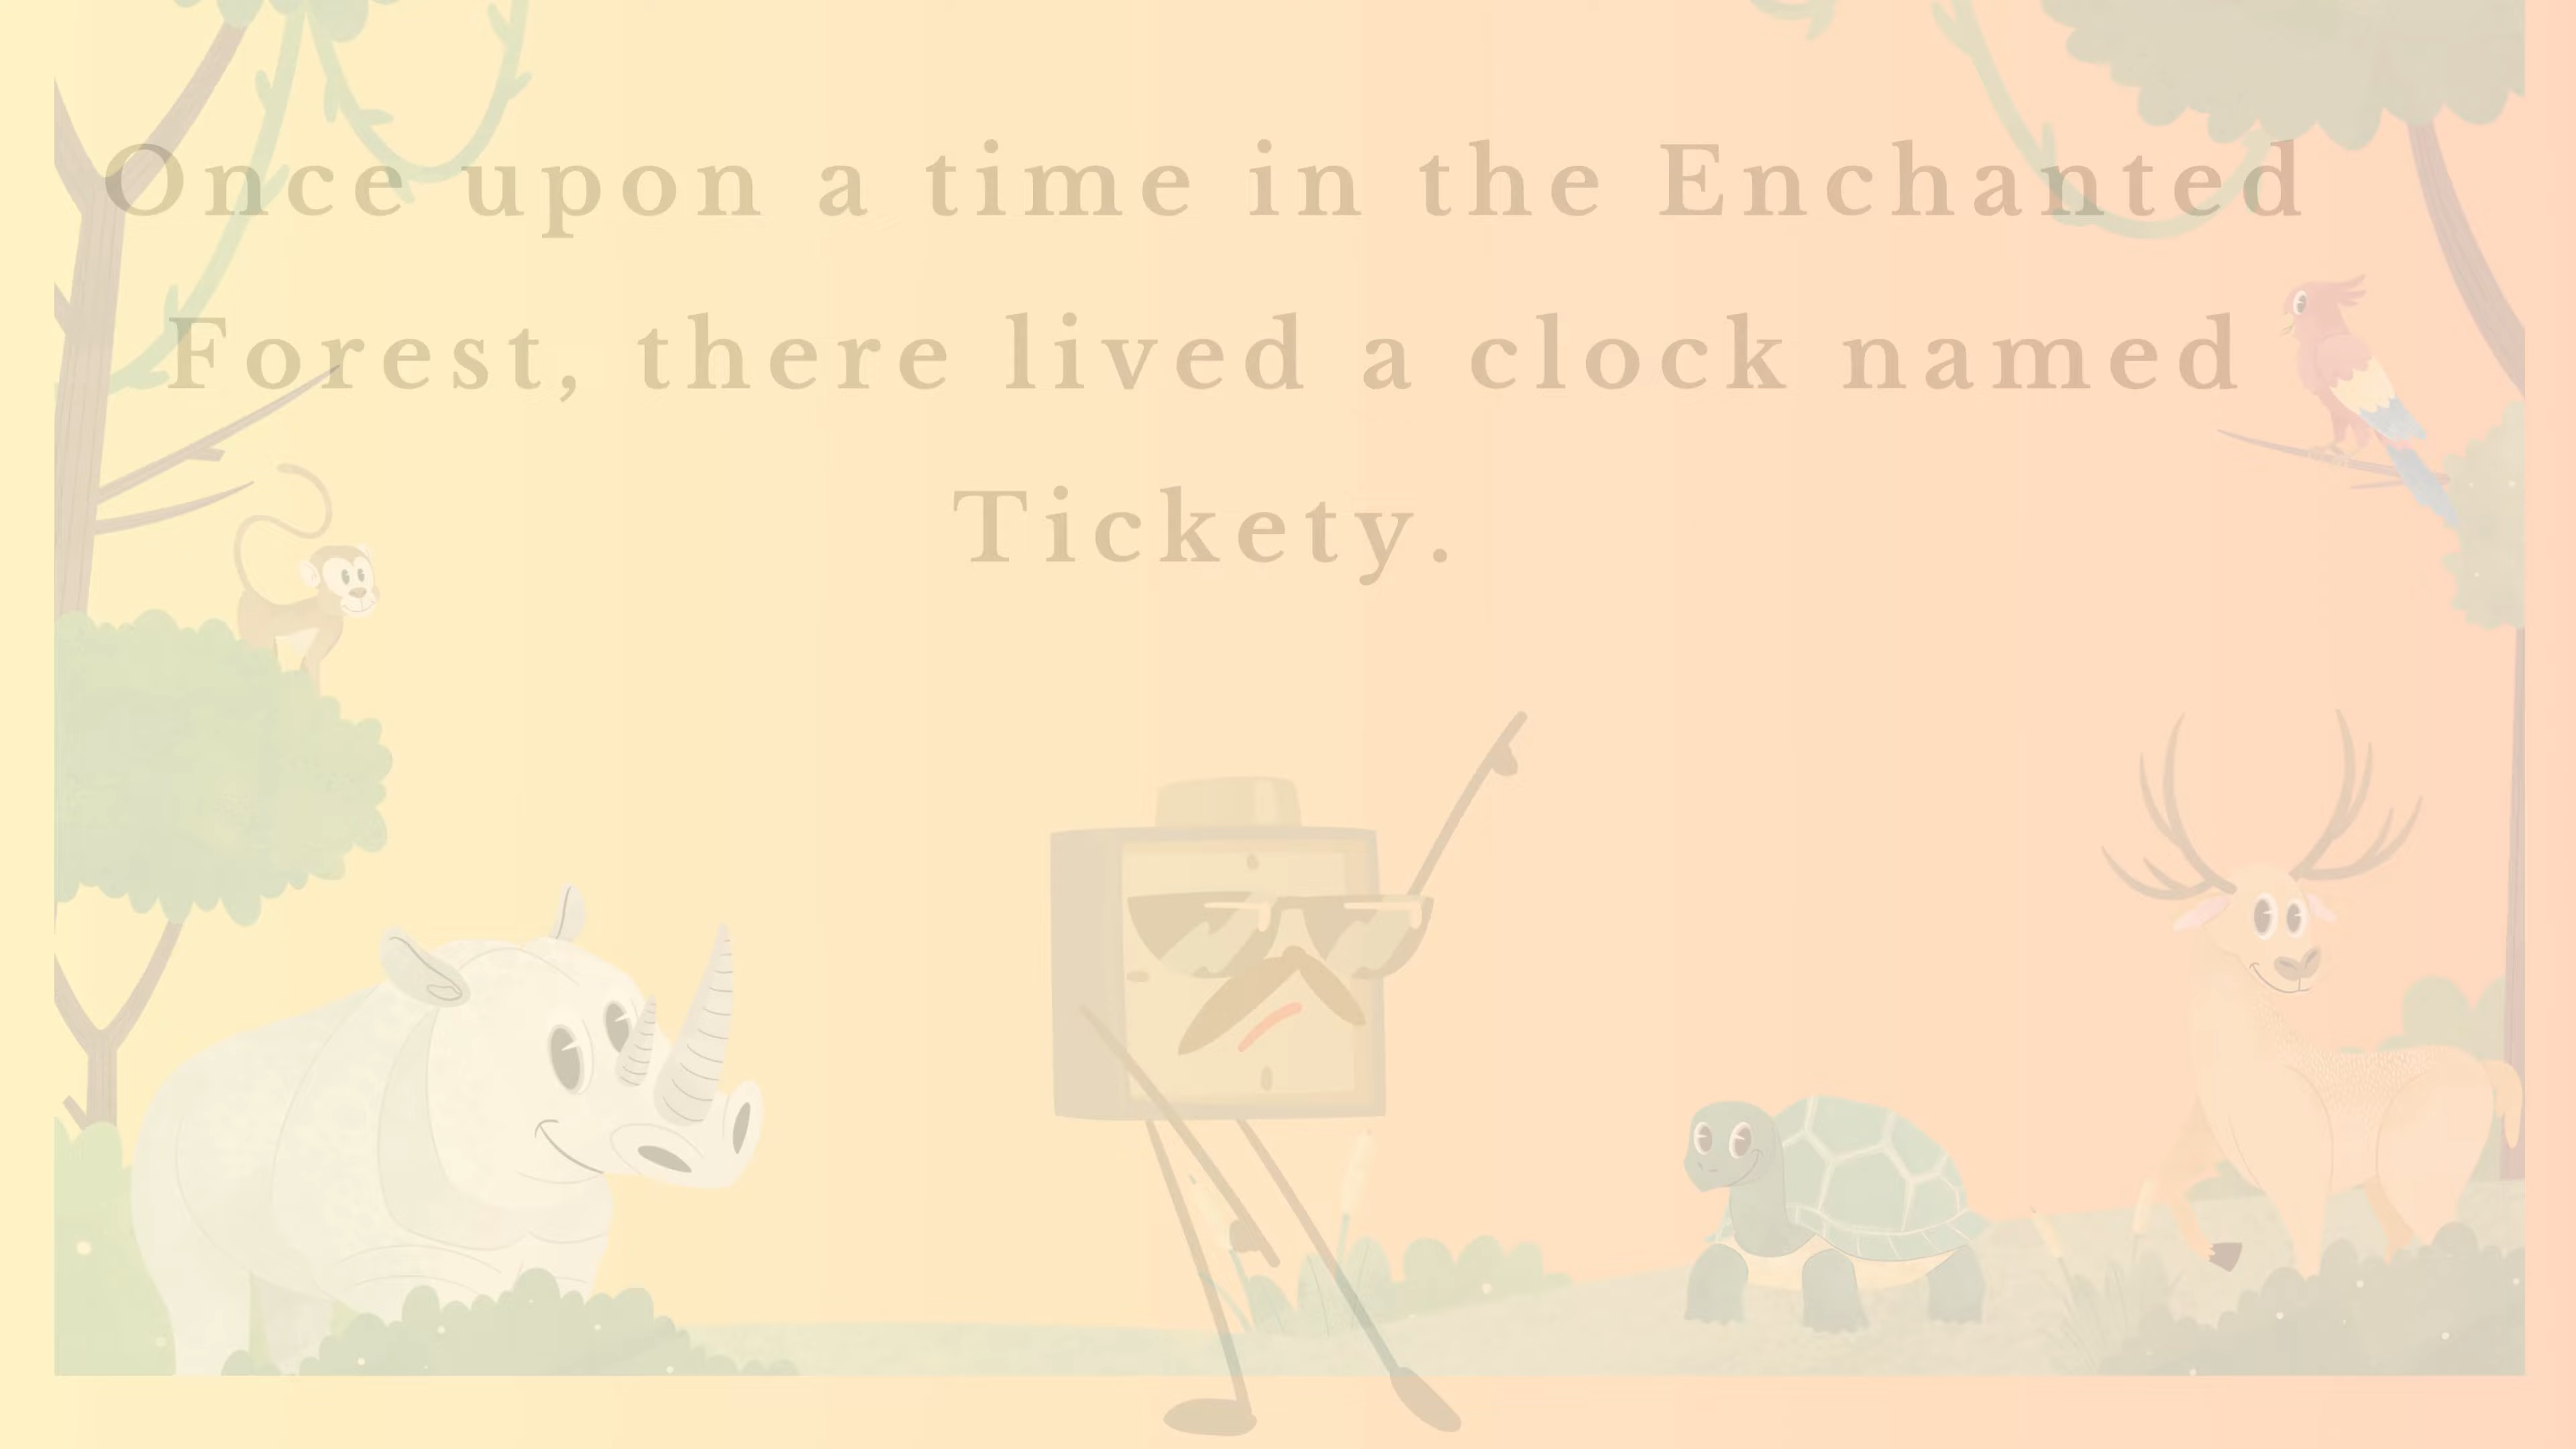 Once upon a time in the Enchanted
Forest, there lived a clock named
Tickety.